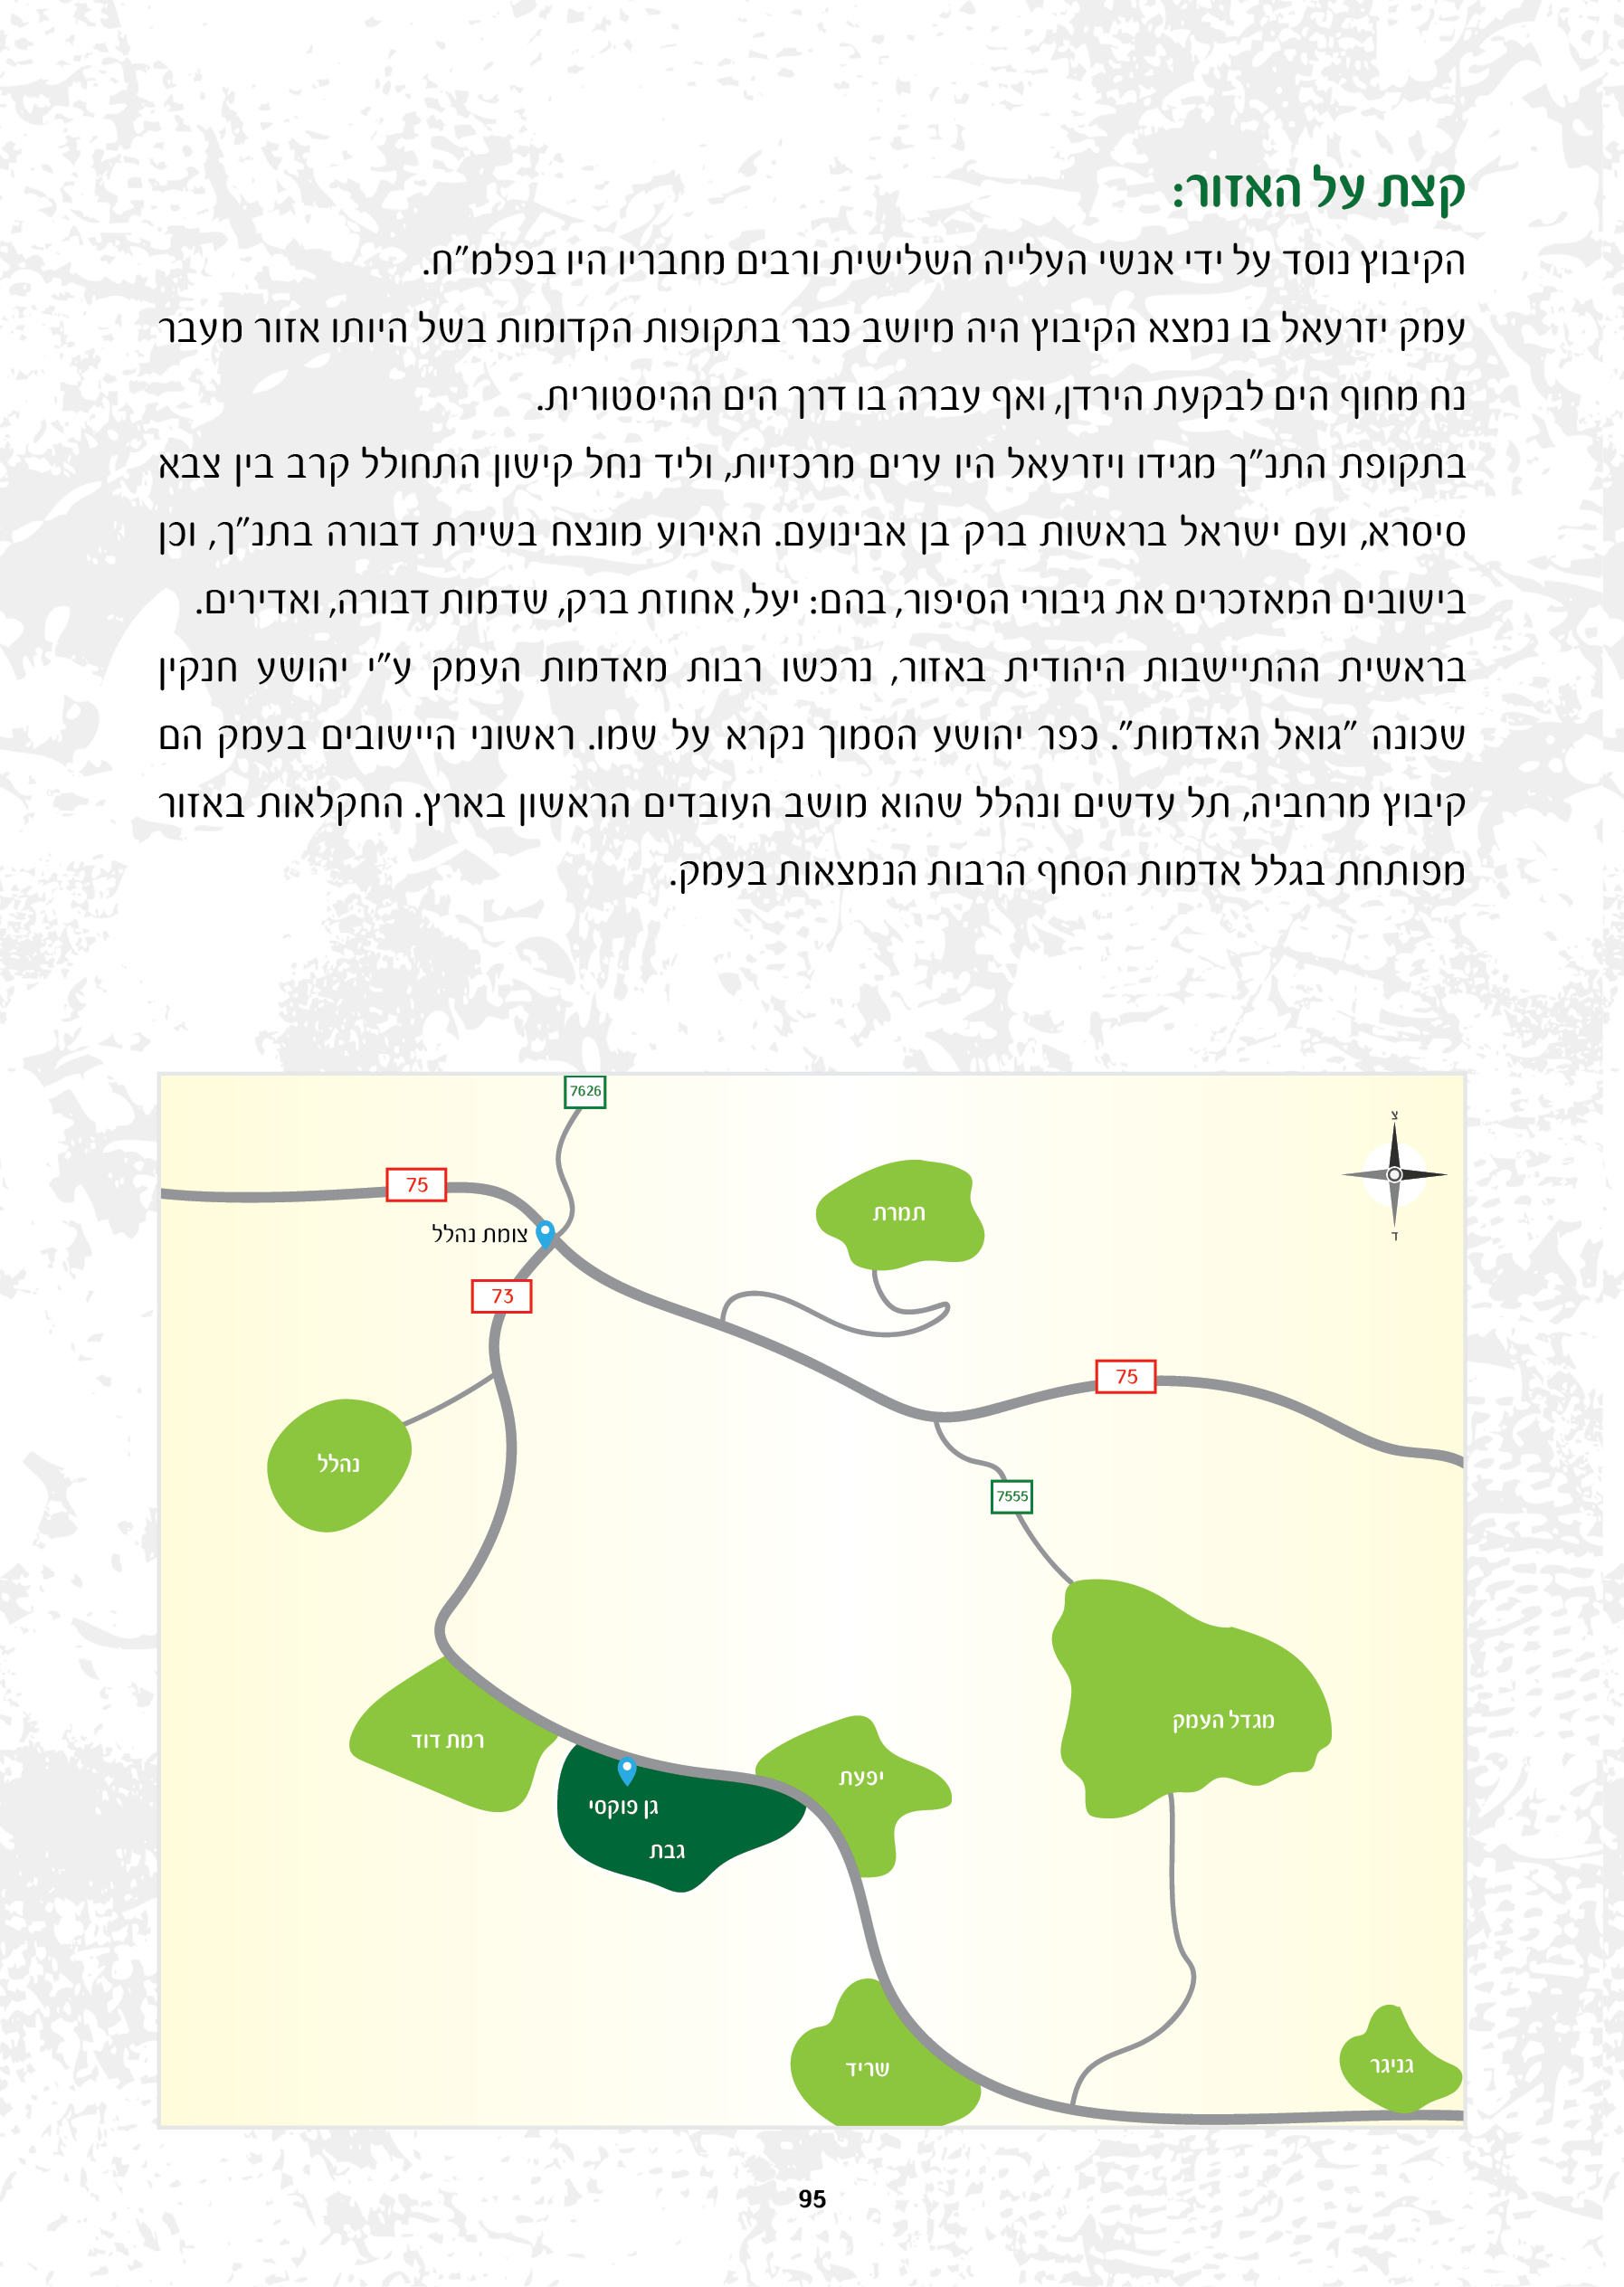 קצת על האזור:
הקיבוץ נוסד על ידי אנשי העלייה השלישית ורבים מחבריו היו בפלמ"ח.
עמק יזרעאל בו נמצא הקיבוץ היה מיושב כבר בתקופות הקדומות בשל היותו אזור מעבר
נח מחוף הים לבקעת הירדן, ואף עברה בו דרך הים ההיסטורית.
בתקופת התנ"ך מגידו ויזרעאל היו ערים מרכזיות, וליד נחל קישון התחולל קרב בין צבא
סיסרא, ועם ישראל בראשות ברק בן אבינועם. האירוע מונצח בשירת דבורה בתנ"ך, וכן
בישובים המאזכרים את גיבורי הסיפור, בהם: יעל, אחוזת ברק, שדמות דבורה, ואדירים.
בראשית ההתיישבות היהודית באזור, נרכשו רבות מאדמות העמק ע"י יהושע חנקין
שכונה "גואל האדמות". כפר יהושע הסמוך נקרא על שמו. ראשוני היישובים בעמק הם
קיבוץ מרחביה, תל עדשים ונהלל שהוא מושב העובדים הראשון בארץ. החקלאות באזור
מפותחת בגלל אדמות הסחף הרבות הנמצאות בעמק.
7626
צ
75
תמרת
צומת נהלל
ד
73
75
נהלל
7555
מגדל העמק
רמת דוד
יפעת
גן פוקסי
גבת
שריד
גניגר
95